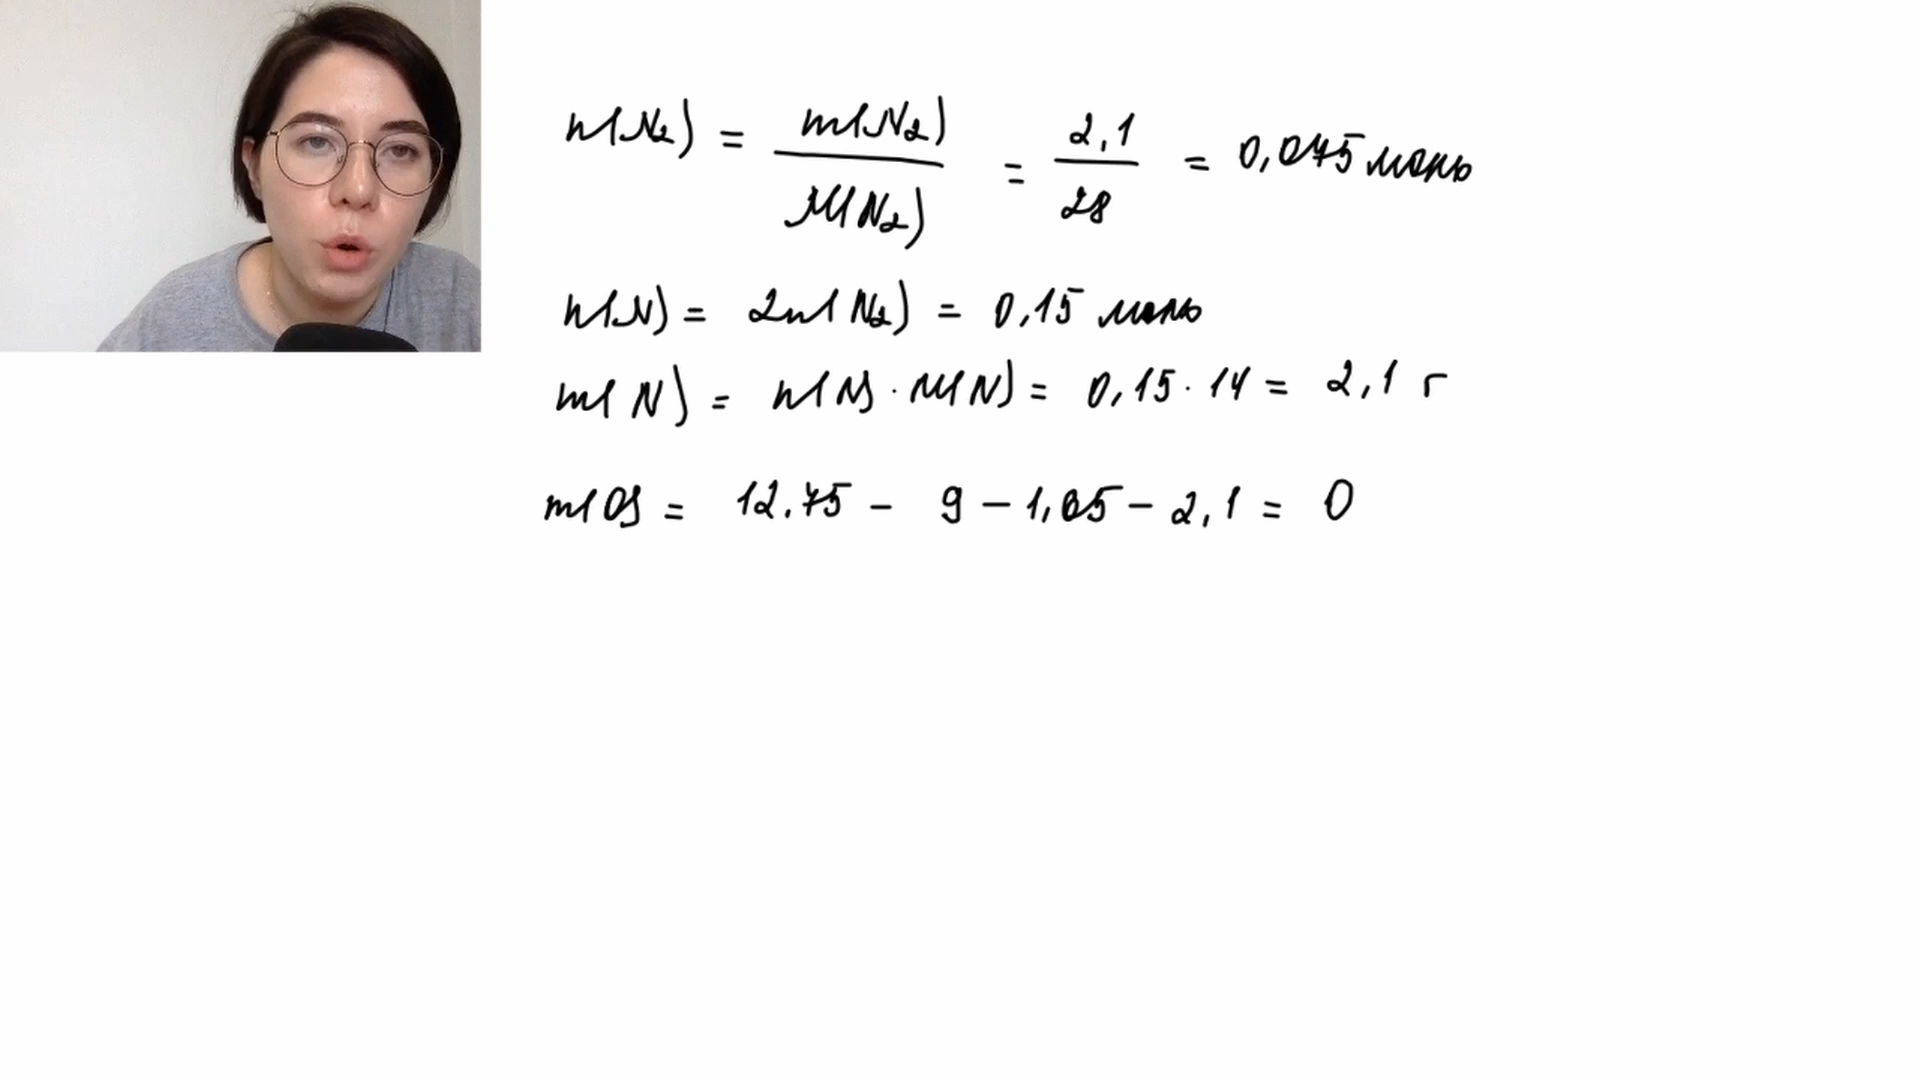 n(N₂) = m(N₂) / M(N₂) = 2,1 / 28 = 0,075 моль
n(N) = 2n(N₂) = 0,15 моль
m(N) = n(N) · M(N) = 0,15 · 14 = 2,1 г
m(O) = 12.75 - 9 - 1,65 - 2,1 = 0